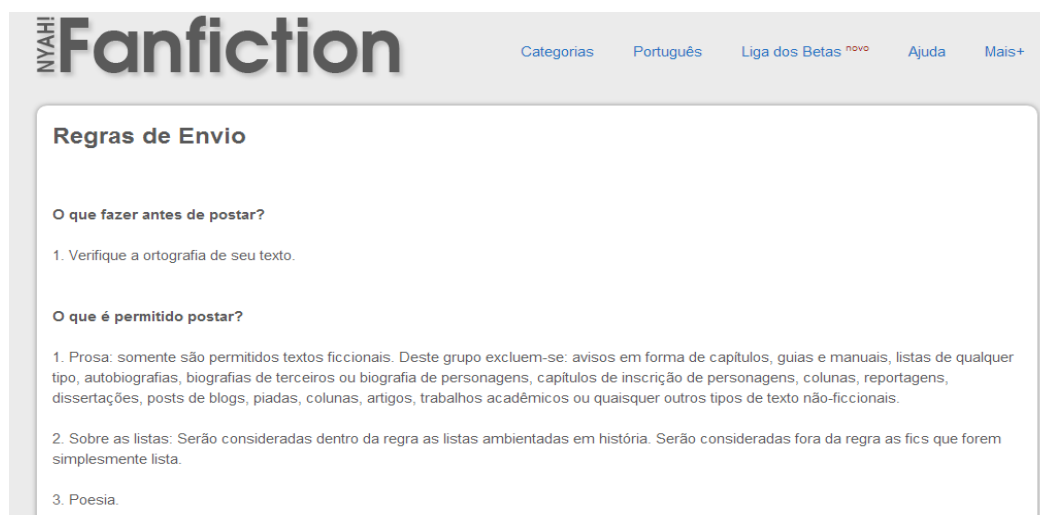 NYAH! Fanfiction
Categorias Português Liga dos Betas novo Ajuda Mais+
Regras de Envio
O que fazer antes de postar?
1. Verifique a ortografia de seu texto.
O que é permitido postar?
1. Prosa: somente são permitidos textos ficcionais. Deste grupo excluem-se: avisos em forma de capítulos, guias e manuais, listas de qualquer
tipo, autobiografias, biografias de terceiros ou biografia de personagens, capítulos de inscrição de personagens, colunas, reportagens,
dissertações, posts de blogs, piadas, colunas, artigos, trabalhos acadêmicos ou quaisquer outros tipos de texto não-ficcionais.
2. Sobre as listas: Serão consideradas dentro da regra as listas ambientadas em história. Serão consideradas fora da regra as fics que forem
simplesmente lista.
3. Poesia.